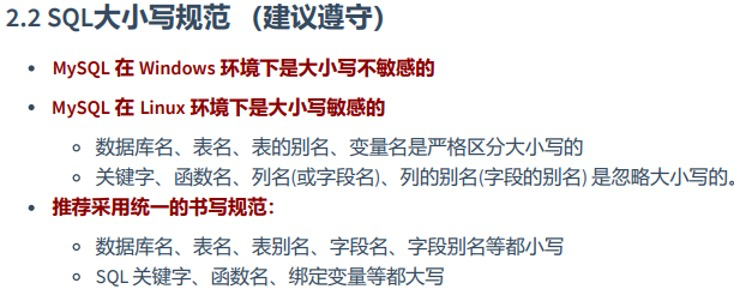 2.2 SQL大小写规范 （建议遵守）
• MySQL 在 Windows 环境下是大小写不敏感的
• MySQL 在 Linux 环境下是大小写敏感的
◦ 数据库名、表名、表的别名、变量名是严格区分大小写的
◦ 关键字、函数名、列名(或字段名)、列的别名(字段的别名) 是忽略大小写的。
• 推荐采用统一的书写规范：
◦ 数据库名、表名、表别名、字段名、字段别名等都小写
◦ SQL 关键字、函数名、绑定变量等都大写